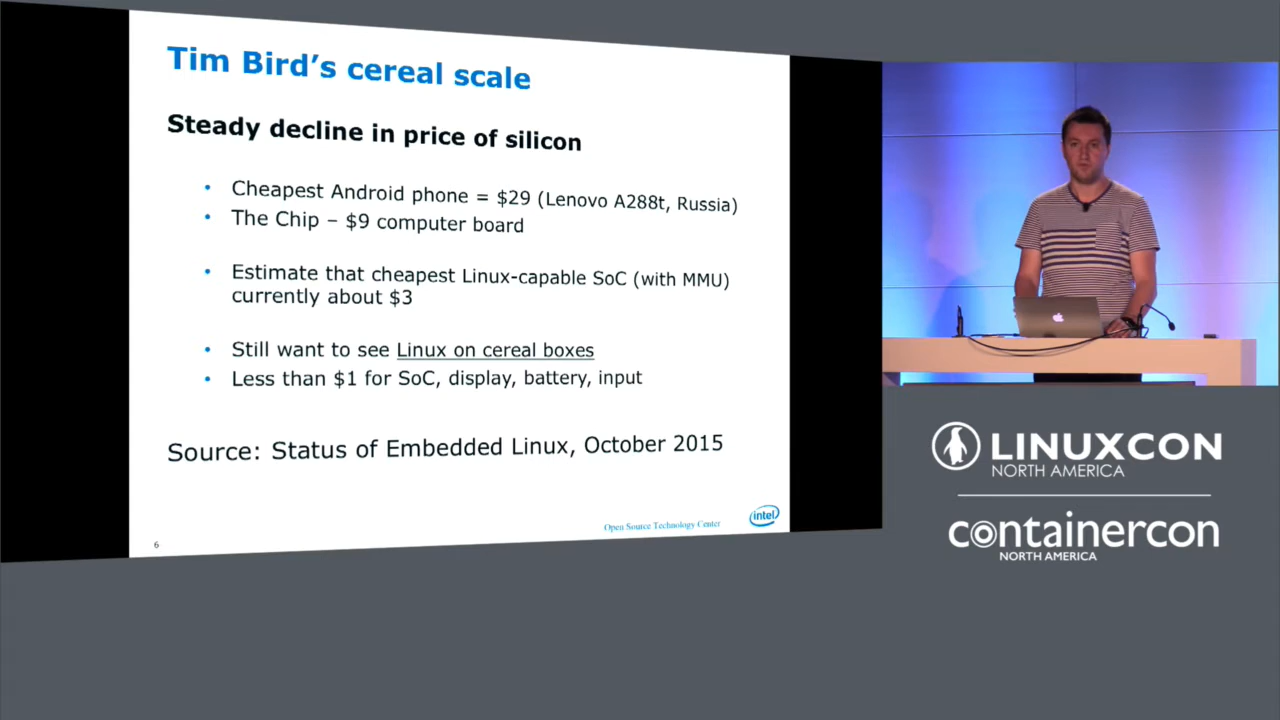 Tim Bird's cereal scale
Steady decline in price of silicon
• Cheapest Android phone = $29 (Lenovo A288t, Russia)
• The Chip – $9 computer board
• Estimate that cheapest Linux-capable SoC (with MMU)
currently about $3
• Still want to see Linux on cereal boxes
• Less than $1 for SoC, display, battery, input
Source: Status of Embedded Linux, October 2015
Open Source Technology Center
intel
6
LINUXCON
NORTH AMERICA
containercon
NORTH AMERICA